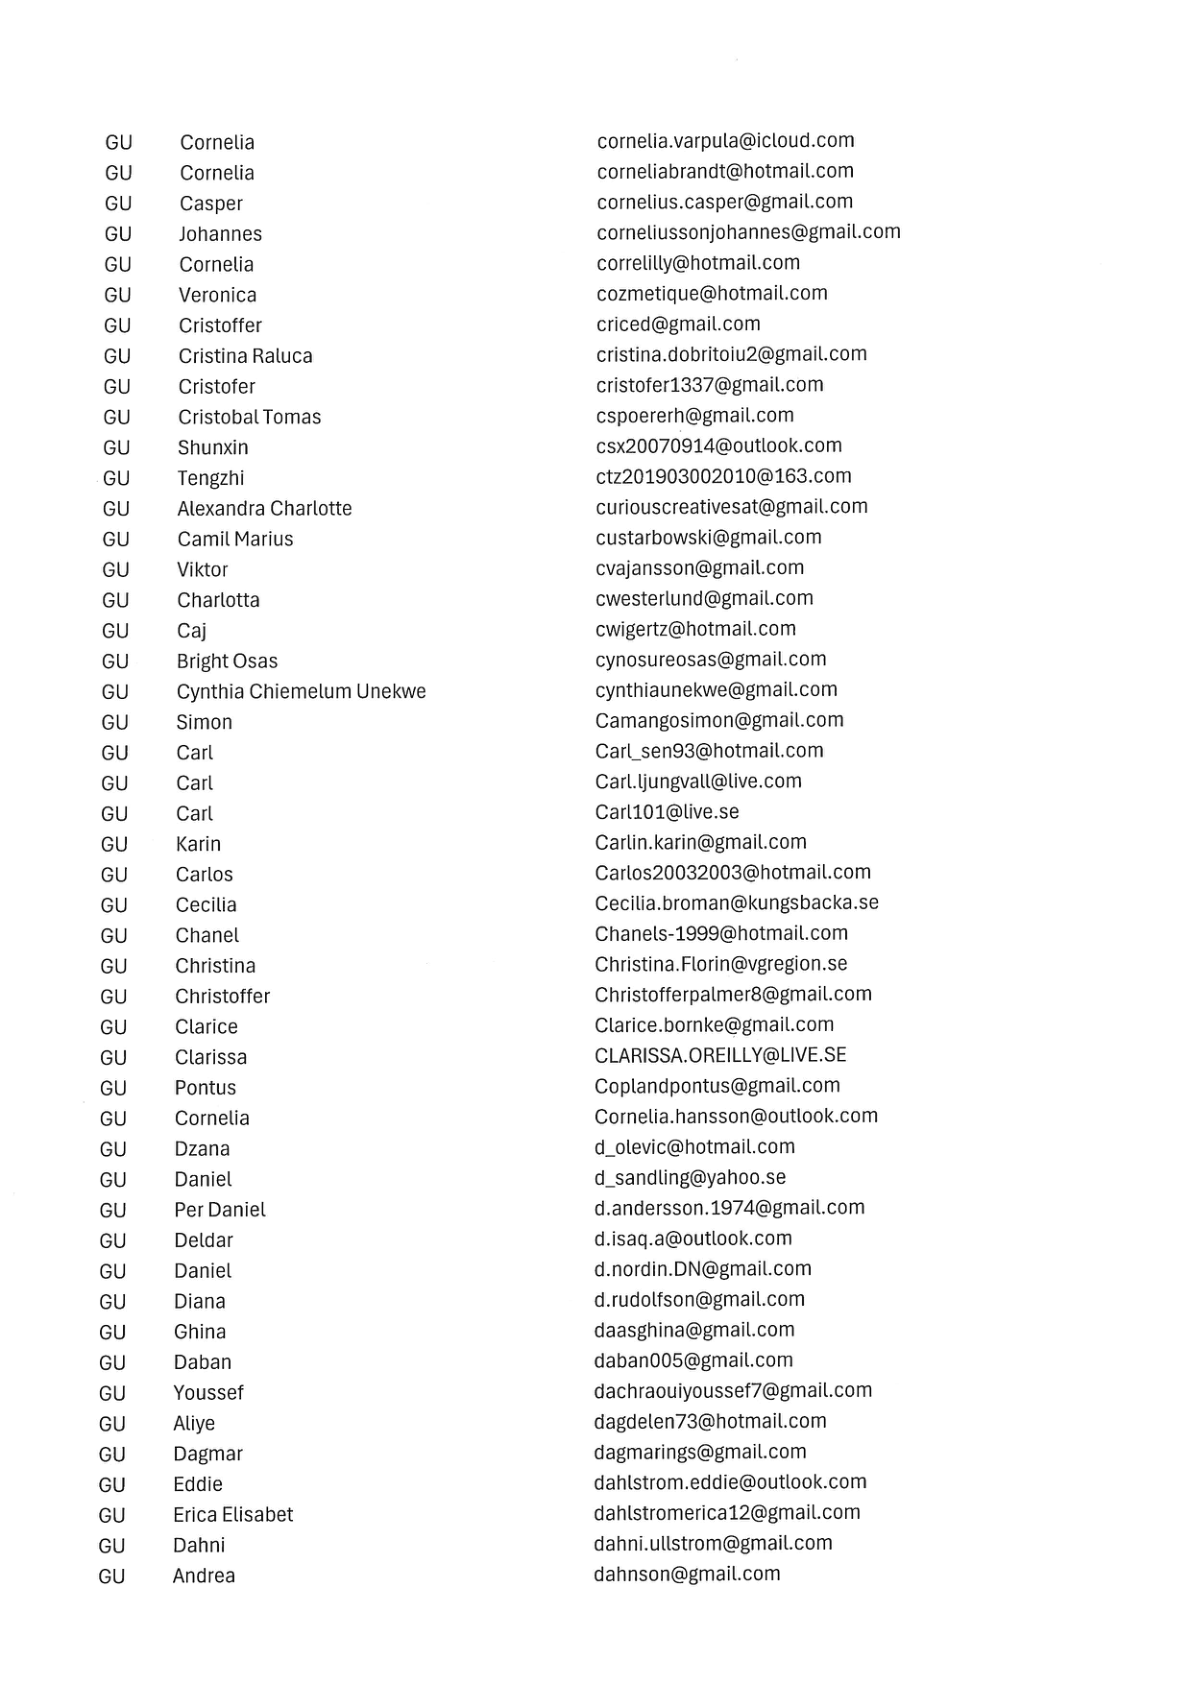 GU Cornelia cornelia.varpula@icloud.com
GU Cornelia corneliabrandt@hotmail.com
GU Casper cornelius.casper@gmail.com
GU Johannes corneliussonjohannes@gmail.com
GU Cornelia correlilly@hotmail.com
GU Veronica cozmetique@hotmail.com
GU Cristoffer criced@gmail.com
GU Cristina Raluca cristina.dobritoiu2@gmail.com
GU Cristofer cristofer1337@gmail.com
GU Cristobal Tomas cspoererh@gmail.com
GU Shunxin csx20070914@outlook.com
GU Tengzhi ctz201903002010@163.com
GU Alexandra Charlotte curiouscreativesat@gmail.com
GU Camil Marius custarbowski@gmail.com
GU Viktor cvajansson@gmail.com
GU Charlotta cwesterlund@gmail.com
GU Caj cwigertz@hotmail.com
GU Bright Osas cynosureosas@gmail.com
GU Cynthia Chiemelum Unekwe cynthiaunekwe@gmail.com
GU Simon Camangosimon@gmail.com
GU Carl Carl_sen93@hotmail.com
GU Carl Carl.ljungvall@live.com
GU Carl Carl101@live.se
GU Karin Carlin.karin@gmail.com
GU Carlos Carlos20032003@hotmail.com
GU Cecilia Cecilia.broman@kungsbacka.se
GU Chanel Chanels-1999@hotmail.com
GU Christina Christina.Florin@vgregion.se
GU Christoffer Christofferpalmer8@gmail.com
GU Clarice Clarice.bornke@gmail.com
GU Clarissa CLARISSA.OREILLY@LIVE.SE
GU Pontus Coplandpontus@gmail.com
GU Cornelia Cornelia.hansson@outlook.com
GU Dzana d_olevic@hotmail.com
GU Daniel d_sandling@yahoo.se
GU Per Daniel d.andersson.1974@gmail.com
GU Deldar d.isaq.a@outlook.com
GU Daniel d.nordin.DN@gmail.com
GU Diana d.rudolfson@gmail.com
GU Ghina daasghina@gmail.com
GU Daban daban005@gmail.com
GU Youssef dachraouiyoussef7@gmail.com
GU Aliye dagdelen73@hotmail.com
GU Dagmar dagmarings@gmail.com
GU Eddie dahlstrom.eddie@outlook.com
GU Erica Elisabet dahlstromerica12@gmail.com
GU Dahni dahni.ullstrom@gmail.com
GU Andrea dahnson@gmail.com